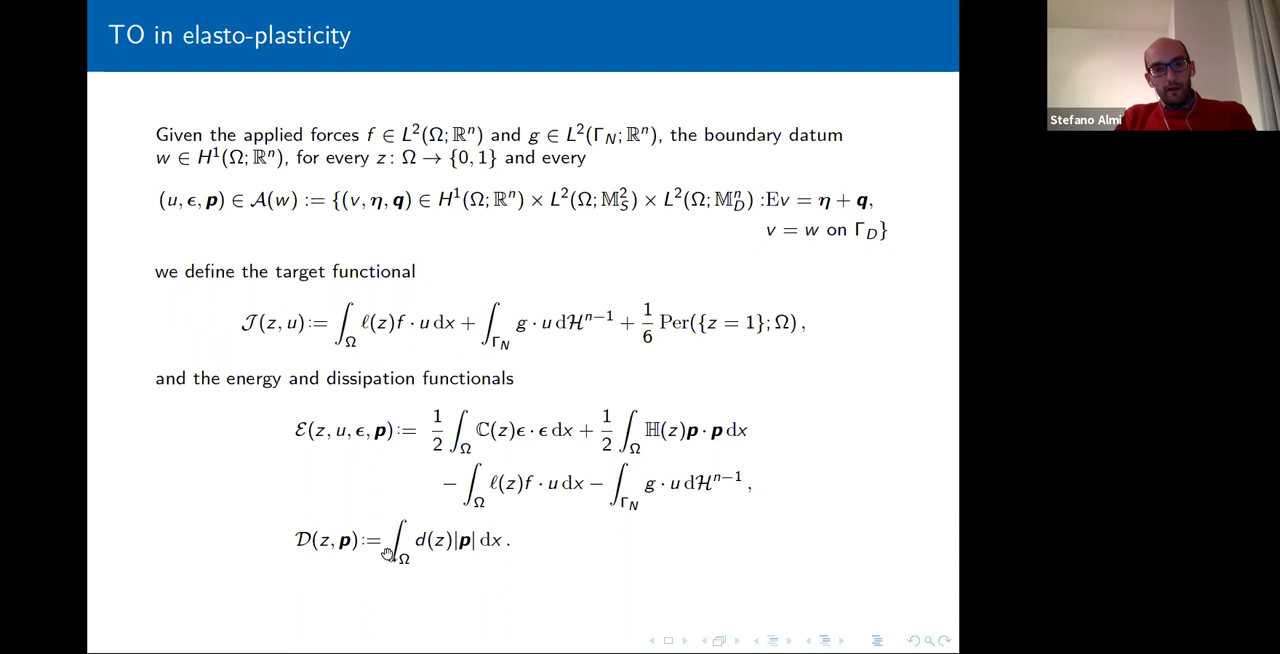 TO in elasto-plasticity
Stefano Almi
Given the applied forces f ∈ L²(Ω; ℝⁿ) and g ∈ L²(Γ_N; ℝⁿ), the boundary datum
w ∈ H¹(Ω; ℝⁿ), for every z: Ω → {0, 1} and every
(u, ϵ, p) ∈ 𝒜(w) := {(v, η, q) ∈ H¹(Ω; ℝⁿ) × L²(Ω; 𝕄²_S) × L²(Ω; 𝕄ⁿ_D) : Ev = η + q,
v = w on Γ_D}
we define the target functional
𝒥(z, u) := ∫_Ω ℓ(z)f · u dx + ∫_{Γ_N} g · u dℋⁿ⁻¹ + 1/6 Per({z = 1}; Ω) ,
and the energy and dissipation functionals
ℰ(z, u, ϵ, p) := 1/2 ∫_Ω ℂ(z)ϵ · ϵ dx + 1/2 ∫_Ω ℍ(z)p · p dx
− ∫_Ω ℓ(z)f · u dx − ∫_{Γ_N} g · u dℋⁿ⁻¹ ,
𝒟(z, p) := ∫_Ω d(z)|p| dx .